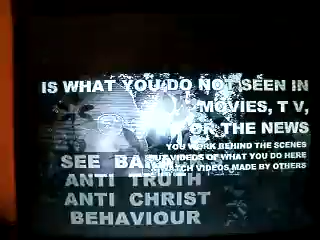 IS WHAT YOU DO NOT SEEN IN
MOVIES, T V,
OR THE NEWS
YOU WORK BEHIND THE SCENES
VIDEOS OF WHAT YOU DO HERE
WATCH VIDEOS MADE BY OTHERS
SEE
ANTI TRUTH
ANTI CHRIST
BEHAVIOUR